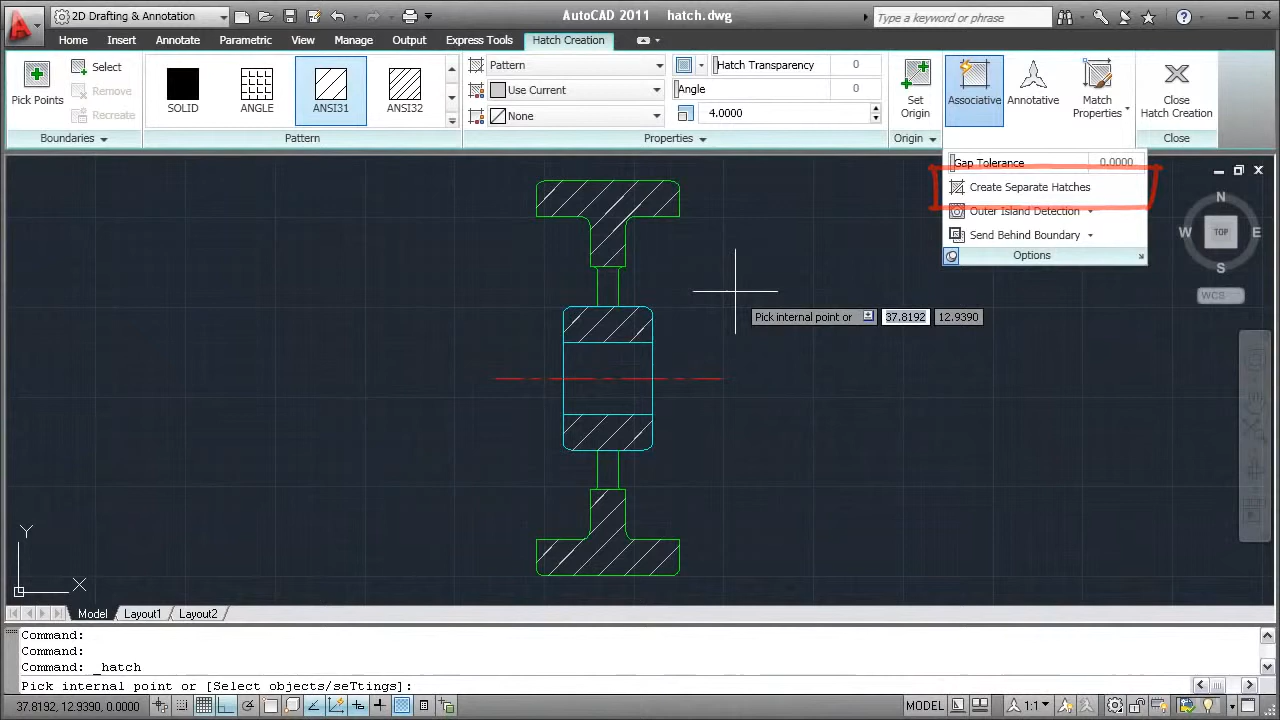 2D Drafting & Annotation
AutoCAD 2011 hatch.dwg
Type a keyword or phrase
Home Insert Annotate Parametric View Manage Output Express Tools Hatch Creation
Pick Points
Select
Remove
Recreate
Boundaries
SOLID ANGLE ANSI31 ANSI32
Pattern
Pattern
Use Current
None
Hatch Transparency 0
Angle 0
4.0000
Properties
Set
Origin
Origin
Associative
Annotative
Match
Properties
Close
Hatch Creation
Close
Gap Tolerance 0.0000
Create Separate Hatches
Outer Island Detection
Send Behind Boundary
Options
N
W TOP E
S
WCS
Pick internal point or 37.8192 12.9390
Y
X
Model Layout1 Layout2
Command:
Command:
Command: _hatch
Pick internal point or [Select objects/seTtings]:
37.8192, 12.9390, 0.0000 MODEL 1:1